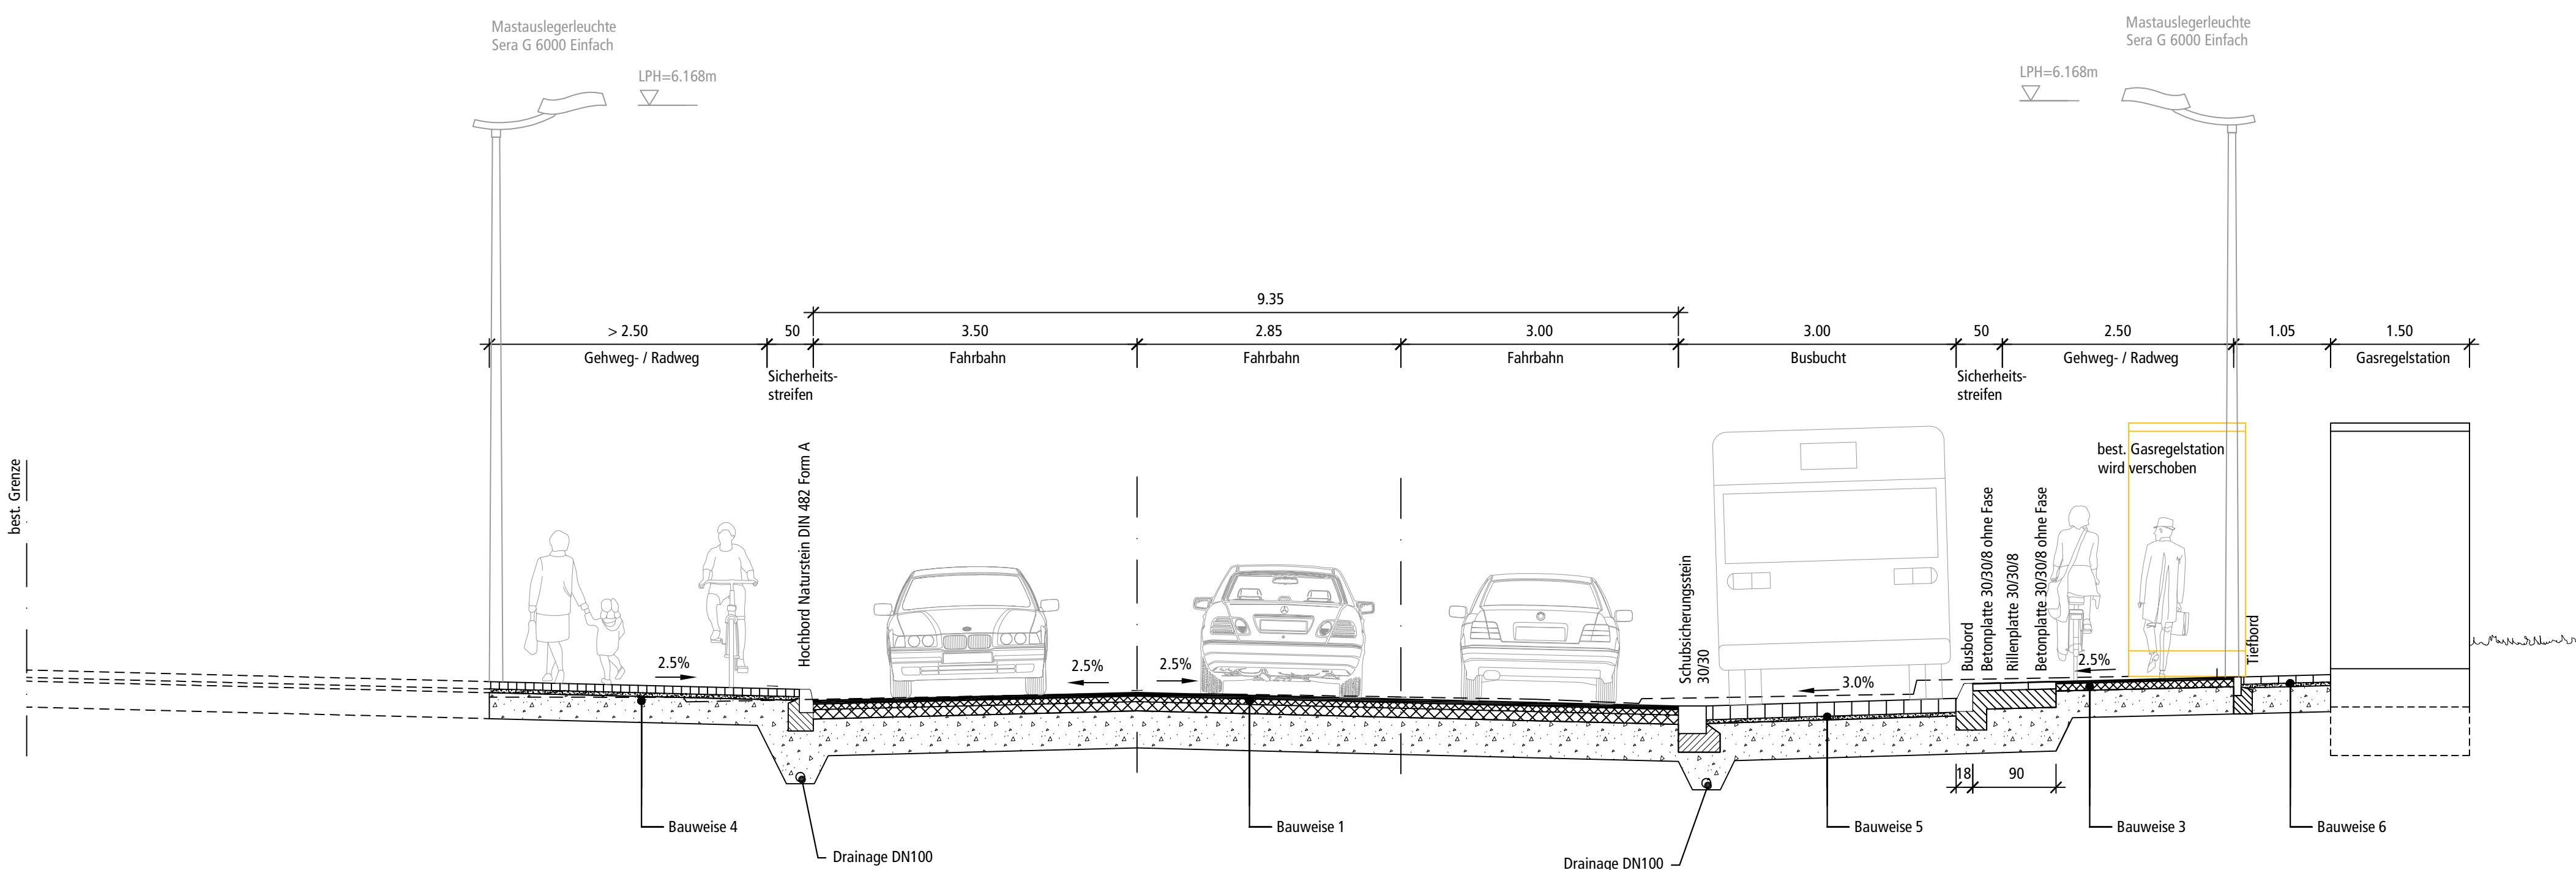 Mastauslegerleuchte
Sera G 6000 Einfach
LPH=6.168m
Mastauslegerleuchte
Sera G 6000 Einfach
LPH=6.168m
9.35
> 2.50
50
3.50
2.85
3.00
3.00
50
2.50
1.05
1.50
Gehweg- / Radweg
Fahrbahn
Fahrbahn
Fahrbahn
Busbucht
Gehweg- / Radweg
Gasregelstation
Sicherheits-
streifen
Sicherheits-
streifen
best. Grenze
Hochbord Naturstein DIN 482 Form A
Schubsicherungsstein
30/30
Busbord
Betonplatte 30/30/8 ohne Fase
Rillenplatte 30/30/8
Betonplatte 30/30/8 ohne Fase
best. Gasregelstation
wird verschoben
Tiefbord
2.5%
2.5%
2.5%
3.0%
2.5%
18
90
Bauweise 4
Bauweise 1
Bauweise 5
Bauweise 3
Bauweise 6
Drainage DN100
Drainage DN100